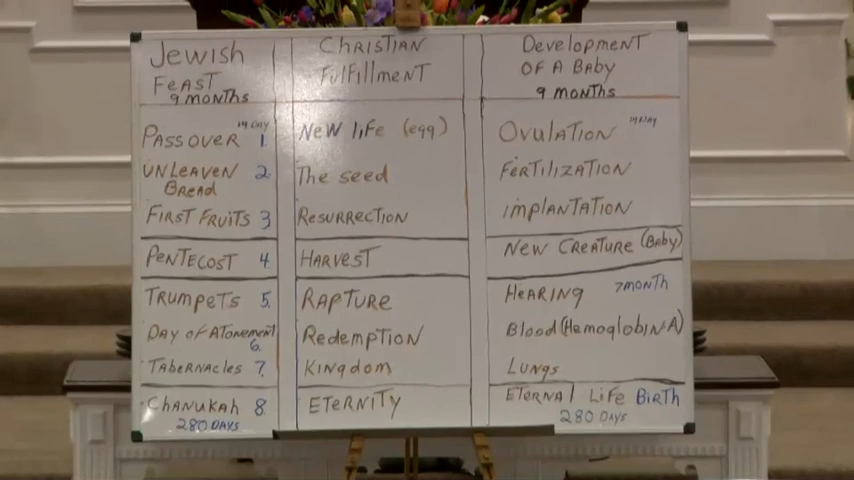 Jewish Feast 9 months | Christian Fulfillment | Development of a Baby 9 months
Passover 14 Day 1. | New life (egg) | Ovulation 14 Day
Unleaven Bread 2. | The seed | Fertilization
First Fruits 3 | Resurrection | implantation
Pentecost 4. | Harvest | New Creature (Baby)
Trumpets 5. | Rapture | Hearing 7 month
Day of Atonement 6. | Redemption | Blood (Hemoglobin A)
Tabernacles 7. | Kingdom | Lungs
Chanukah 8. 280 Days | Eternity | Eternal Life Birth 280 Days